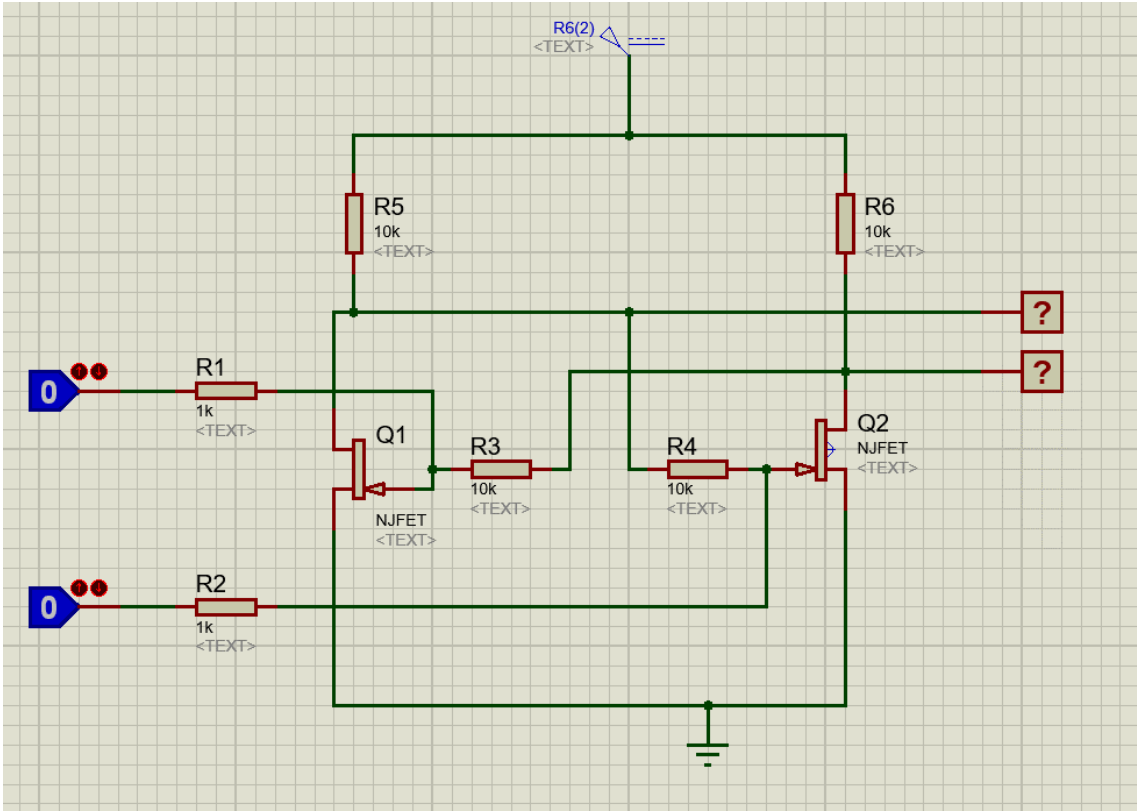 R6(2)
<TEXT>
R5
10k
<TEXT>
R6
10k
<TEXT>
?
?
0
R1
1k
<TEXT>
Q1
NJFET
<TEXT>
R3
10k
<TEXT>
R4
10k
<TEXT>
Q2
NJFET
<TEXT>
0
R2
1k
<TEXT>